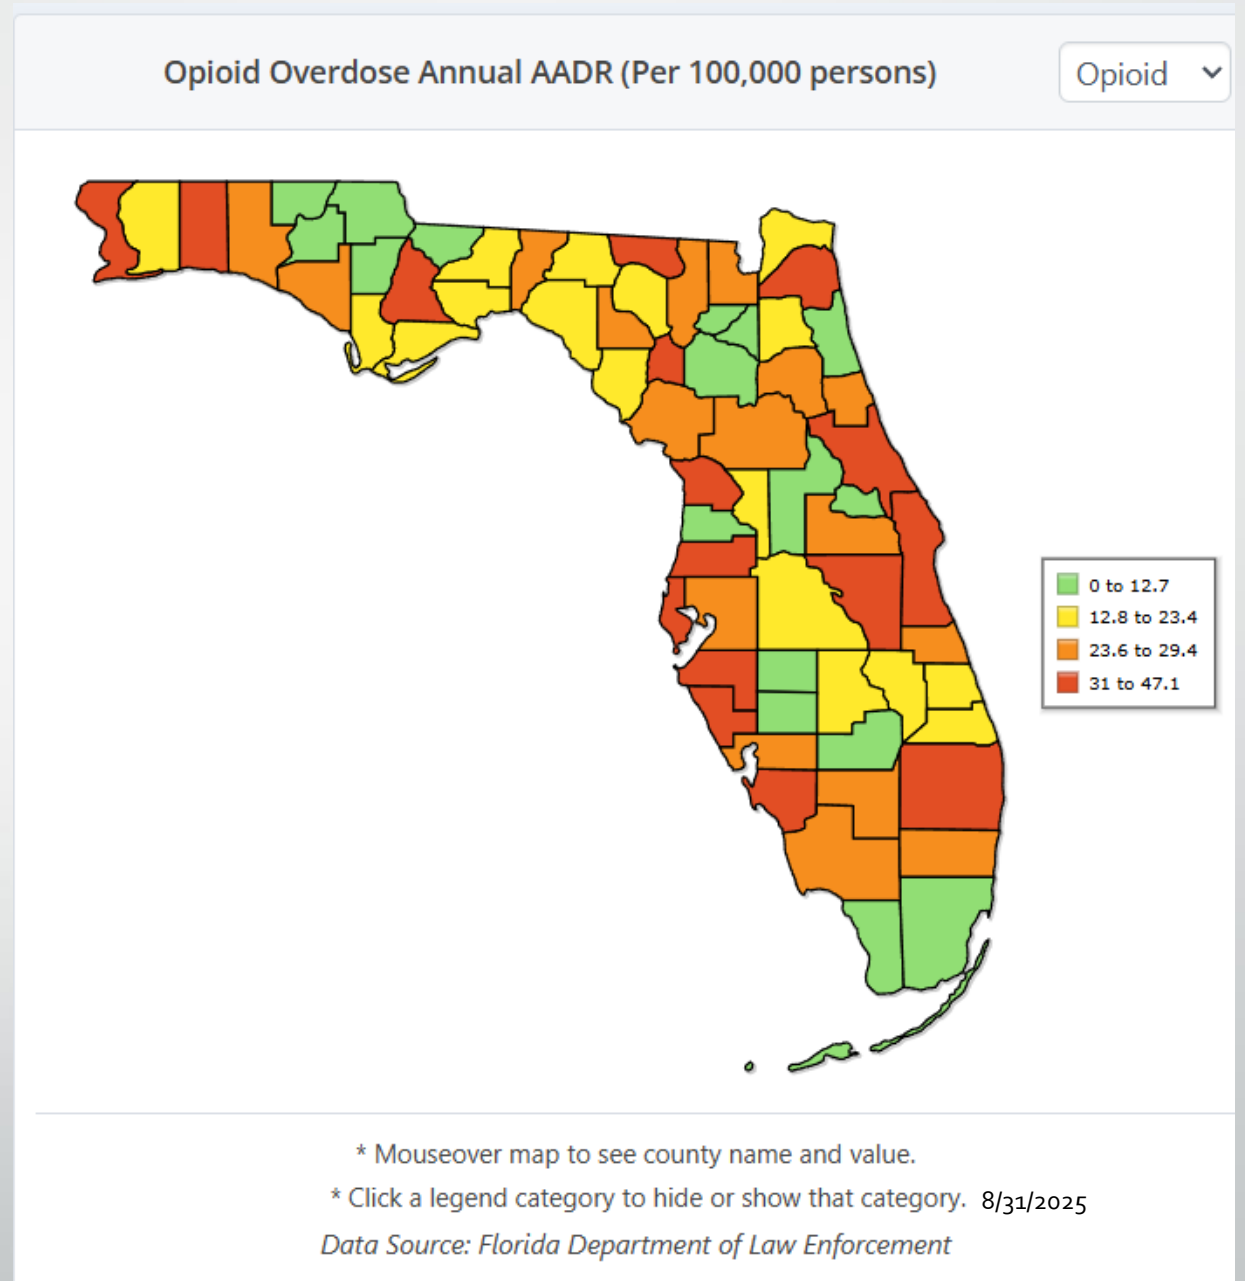 Opioid Overdose Annual AADR (Per 100,000 persons)
Opioid
0 to 12.7
12.8 to 23.4
23.6 to 29.4
31 to 47.1
* Mouseover map to see county name and value.
* Click a legend category to hide or show that category. 8/31/2025
Data Source: Florida Department of Law Enforcement